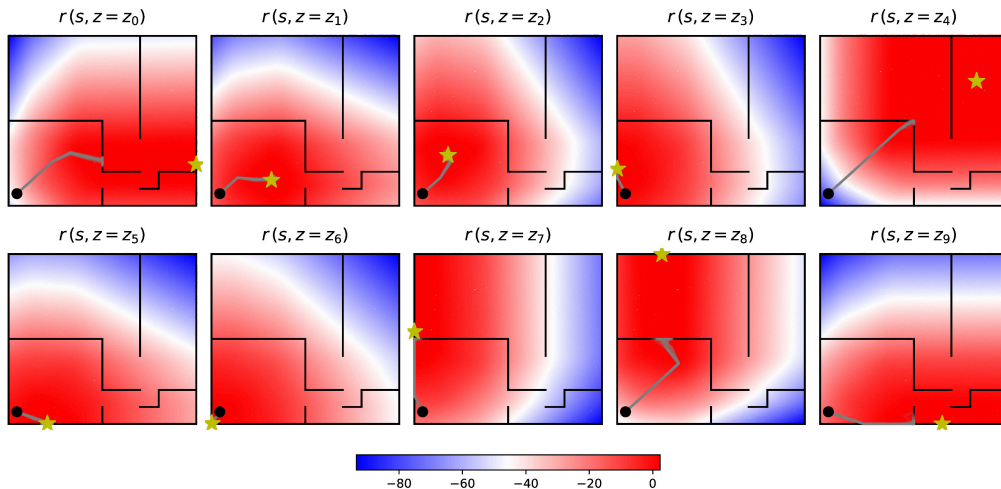 r(s, z = z₀) r(s, z = z₁) r(s, z = z₂) r(s, z = z₃) r(s, z = z₄)
r(s, z = z₅) r(s, z = z₆) r(s, z = z₇) r(s, z = z₈) r(s, z = z₉)
−80 −60 −40 −20 0